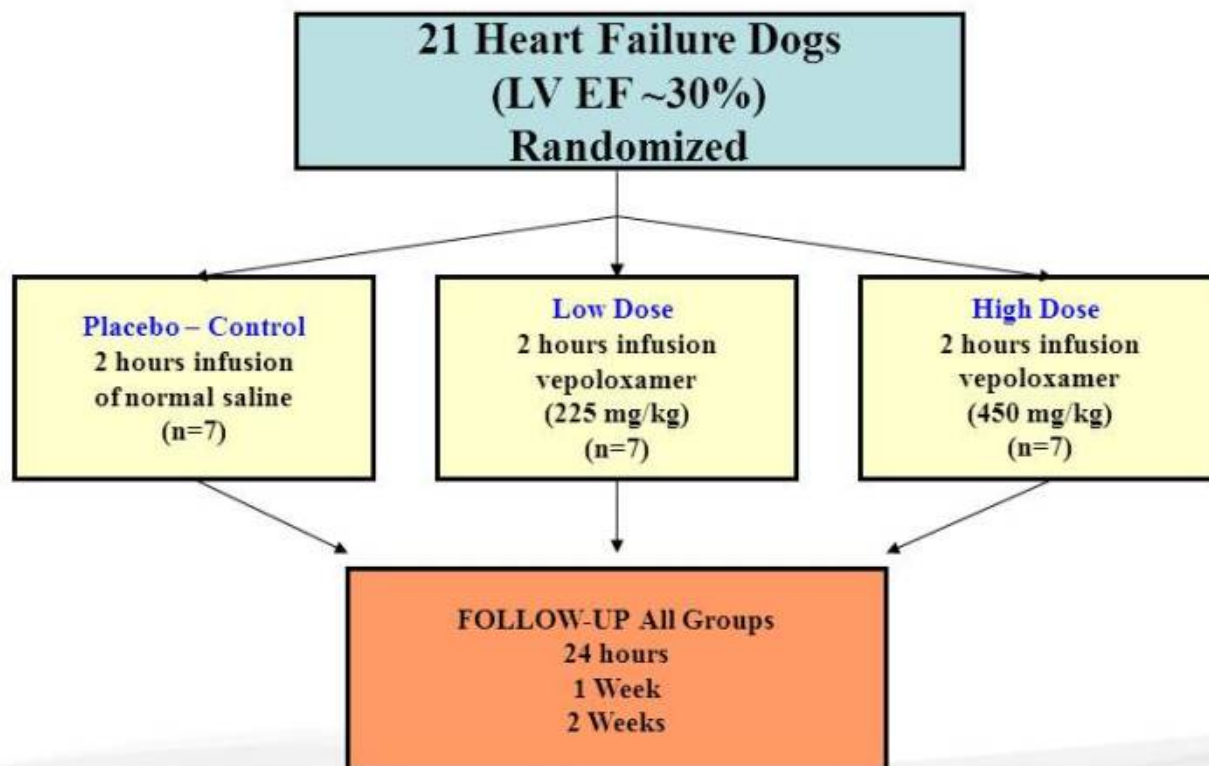 21 Heart Failure Dogs
(LV EF ~30%)
Randomized
Placebo – Control
2 hours infusion
of normal saline
(n=7)
Low Dose
2 hours infusion
vepoloxamer
(225 mg/kg)
(n=7)
High Dose
2 hours infusion
vepoloxamer
(450 mg/kg)
(n=7)
FOLLOW-UP All Groups
24 hours
1 Week
2 Weeks